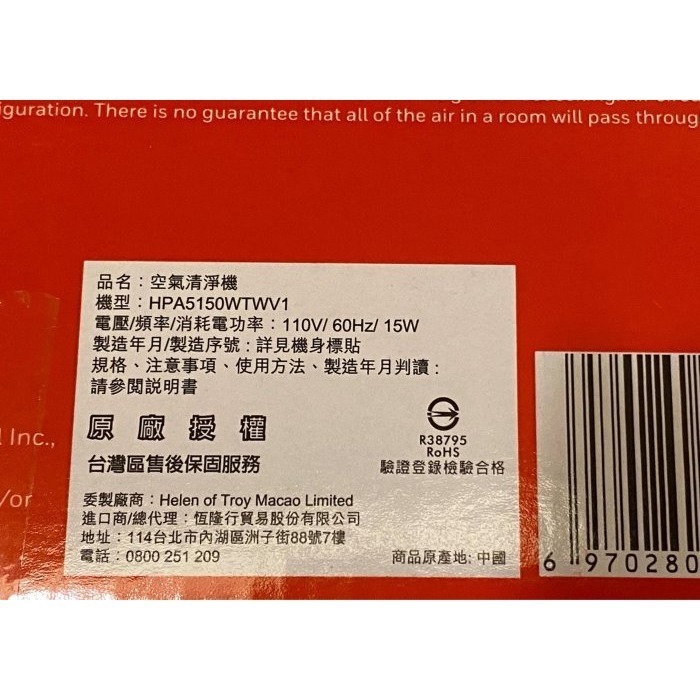 iguration. There is no guarantee that all of the air in a room will pass throug
品名：空氣清淨機
機型：HPA5150WTWV1
電壓/頻率/消耗電功率：110V/ 60Hz/ 15W
製造年月/製造序號：詳見機身標貼
規格、注意事項、使用方法、製造年月判讀：
請參閱說明書
原廠授權
台灣區售後保固服務
R38795
RoHS
驗證登錄檢驗合格
l Inc.,
/or
委製廠商：Helen of Troy Macao Limited
進口商/總代理：恆隆行貿易股份有限公司
地址：114台北市內湖區洲子街88號7樓
電話：0800 251 209
商品原產地: 中國
6 970280